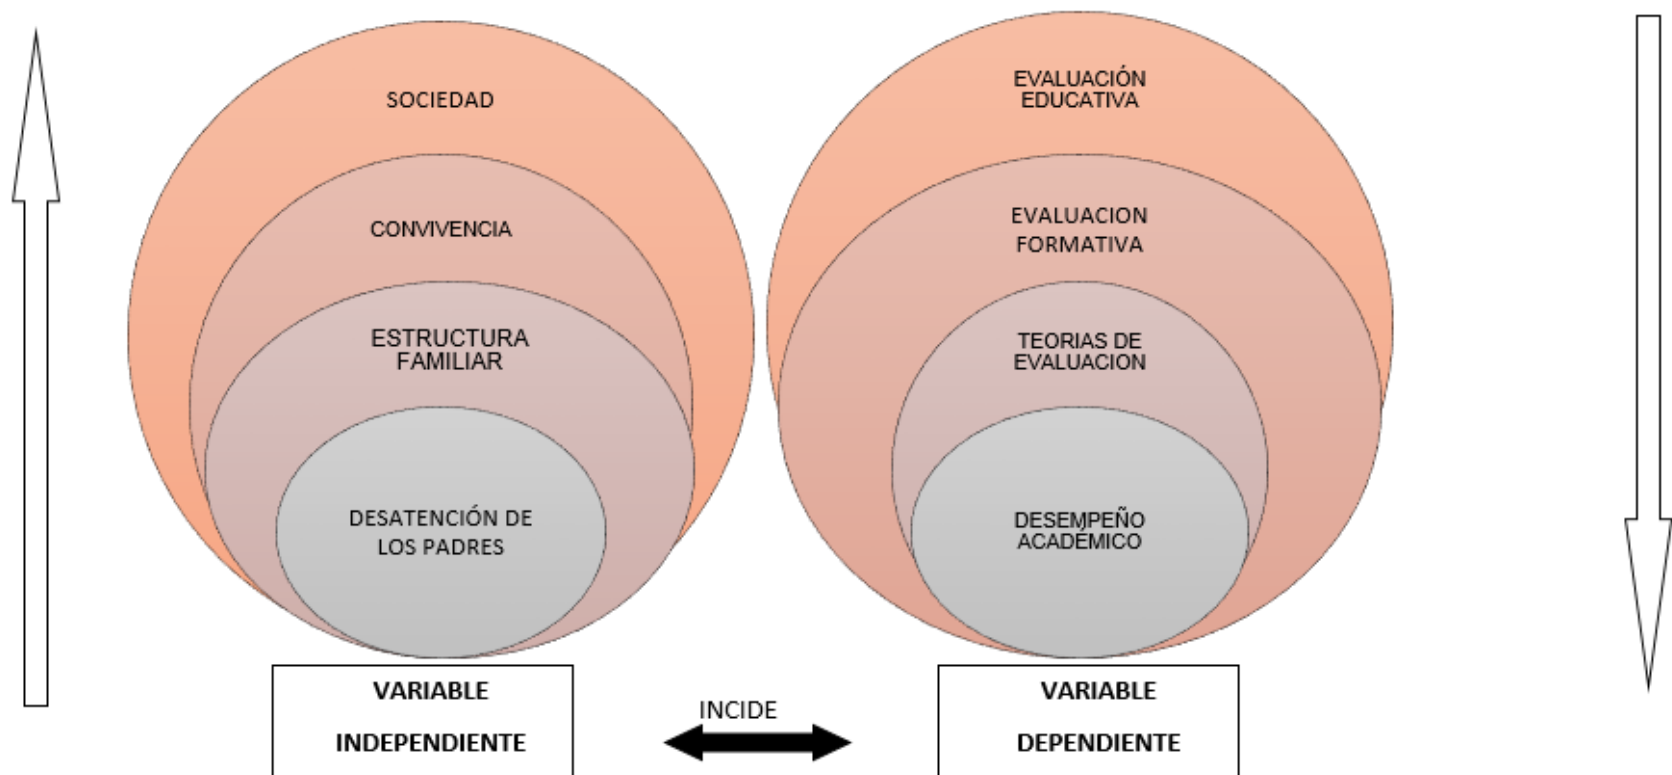 SOCIEDAD
CONVIVENCIA
ESTRUCTURA
FAMILIAR
DESATENCIÓN DE
LOS PADRES
EVALUACIÓN
EDUCATIVA
EVALUACION
FORMATIVA
TEORIAS DE
EVALUACION
DESEMPEÑO
ACADÉMICO
VARIABLE
INDEPENDIENTE
INCIDE
VARIABLE
DEPENDIENTE